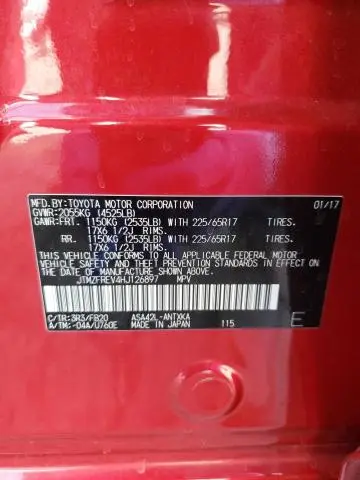 MFD.BY:TOYOTA MOTOR CORPORATION 01/17
GVWR:2055KG (4525LB)
GAWR:FRT. 1150KG (2535LB) WITH 225/65R17 TIRES.
17X6 1/2J RIMS.
RR. 1150KG (2535LB) WITH 225/65R17 TIRES.
17X6 1/2J RIMS.
THIS VEHICLE CONFORMS TO ALL APPLICABLE FEDERAL MOTOR
VEHICLE SAFETY, BUMPER, AND THEFT PREVENTION STANDARDS
IN EFFECT ON THE DATE OF MANUFACTURE SHOWN ABOVE.
JTMZFREV4HJ126897 MPV
C/TR:3R3/FB20 ASA42L-ANTXKA
A/TM:-04A/U760E MADE IN JAPAN 115 E